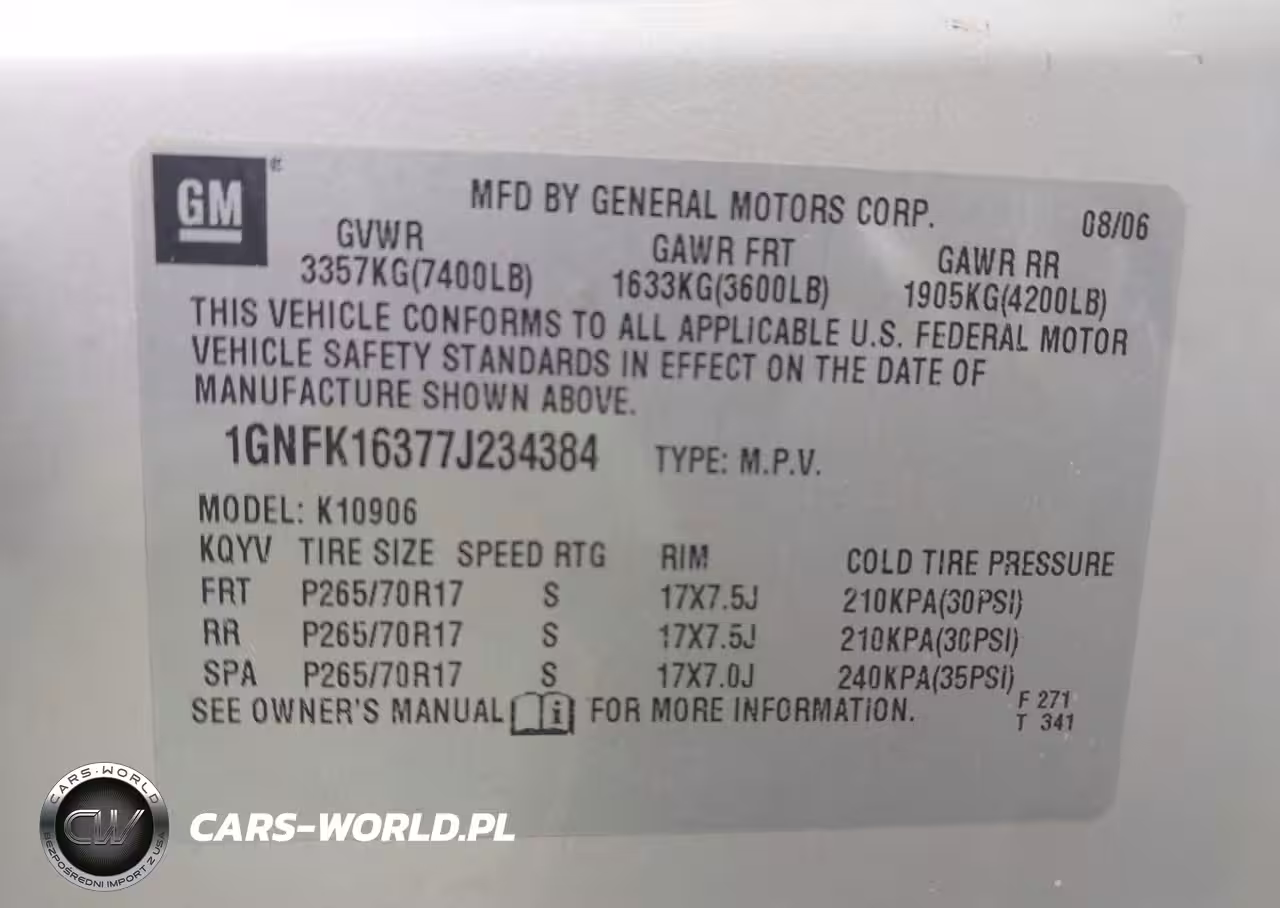 GM
MFD BY GENERAL MOTORS CORP. 08/06
GVWR GAWR FRT GAWR RR
3357KG(7400LB) 1633KG(3600LB) 1905KG(4200LB)
THIS VEHICLE CONFORMS TO ALL APPLICABLE U.S. FEDERAL MOTOR
VEHICLE SAFETY STANDARDS IN EFFECT ON THE DATE OF
MANUFACTURE SHOWN ABOVE.
1GNFK16377J234384 TYPE: M.P.V.
MODEL: K10906
KQYV TIRE SIZE SPEED RTG RIM COLD TIRE PRESSURE
FRT P265/70R17 S 17X7.5J 210KPA(30PSI)
RR P265/70R17 S 17X7.5J 210KPA(30PSI)
SPA P265/70R17 S 17X7.0J 240KPA(35PSI)
SEE OWNER'S MANUAL i FOR MORE INFORMATION. F 271
T 341
CARS-WORLD
CW
BEZPOŚREDNI IMPORT Z USA
CARS-WORLD.PL